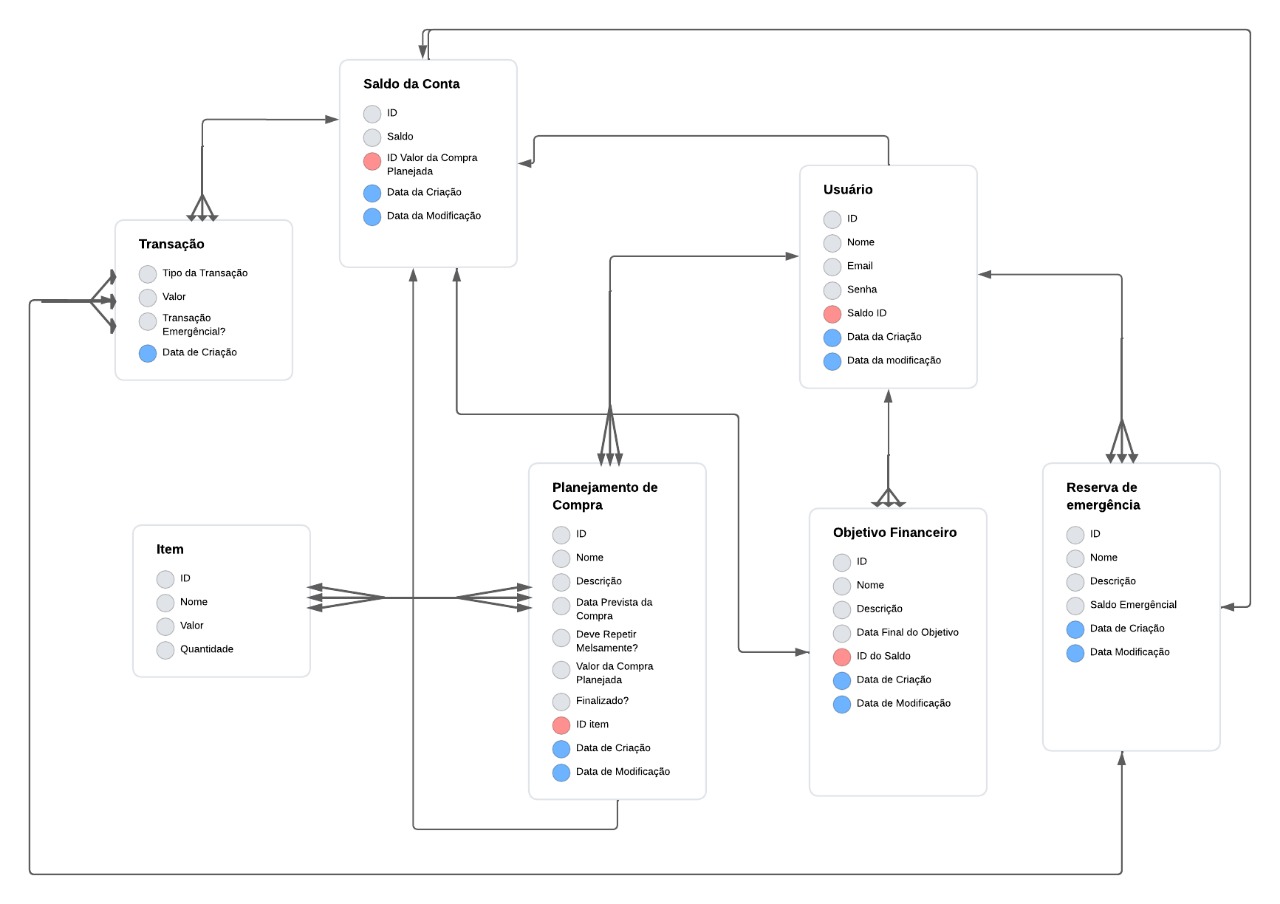 Saldo da Conta
ID
Saldo
ID Valor da Compra
Planejada
Data da Criação
Data da Modificação
Usuário
ID
Nome
Email
Senha
Saldo ID
Data da Criação
Data da modificação
Transação
Tipo da Transação
Valor
Transação
Emergêncial?
Data de Criação
Planejamento de
Compra
ID
Nome
Descrição
Data Prevista da
Compra
Deve Repetir
Melsamente?
Valor da Compra
Planejada
Finalizado?
ID item
Data de Criação
Data de Modificação
Objetivo Financeiro
ID
Nome
Descrição
Data Final do Objetivo
ID do Saldo
Data de Criação
Data de Modificação
Reserva de
emergência
ID
Nome
Descrição
Saldo Emergêncial
Data de Criação
Data Modificação
Item
ID
Nome
Valor
Quantidade